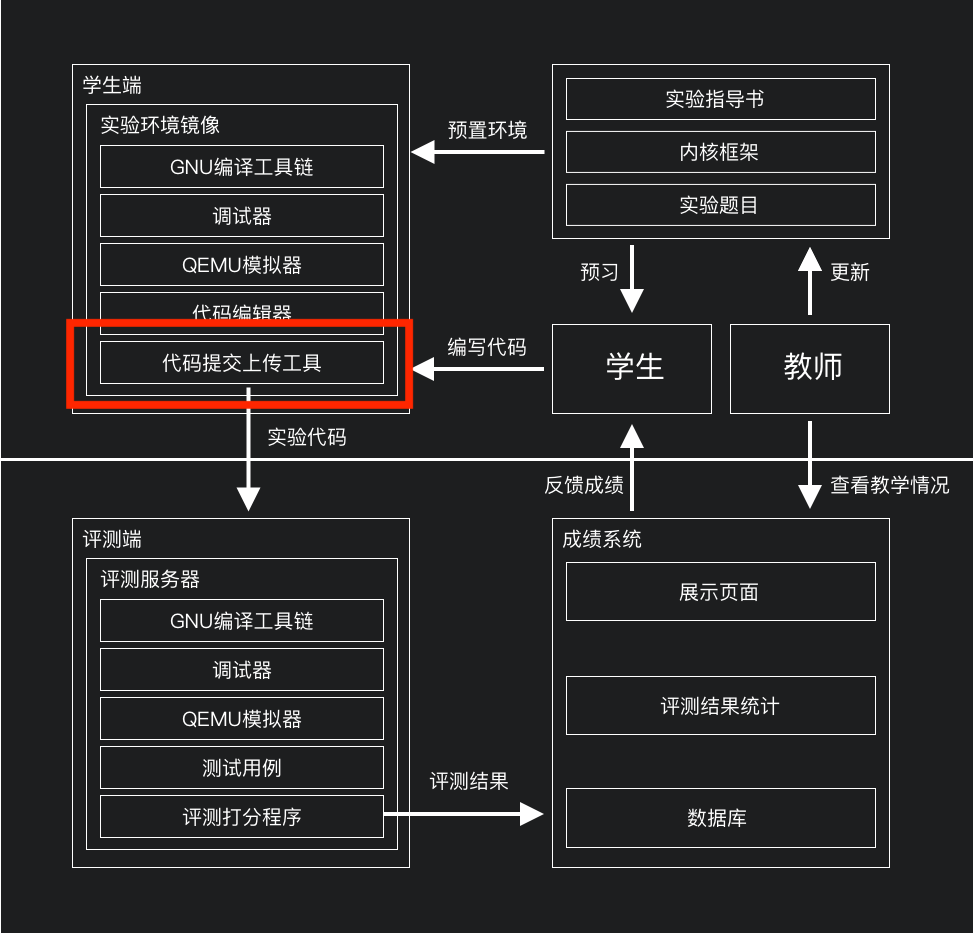 学生端
实验环境镜像
GNU编译工具链
调试器
QEMU模拟器
代码编辑器
代码提交上传工具
预置环境
实验指导书
内核框架
实验题目
预习
更新
编写代码
学生
教师
实验代码
反馈成绩
查看教学情况
评测端
评测服务器
GNU编译工具链
调试器
QEMU模拟器
测试用例
评测打分程序
评测结果
成绩系统
展示页面
评测结果统计
数据库